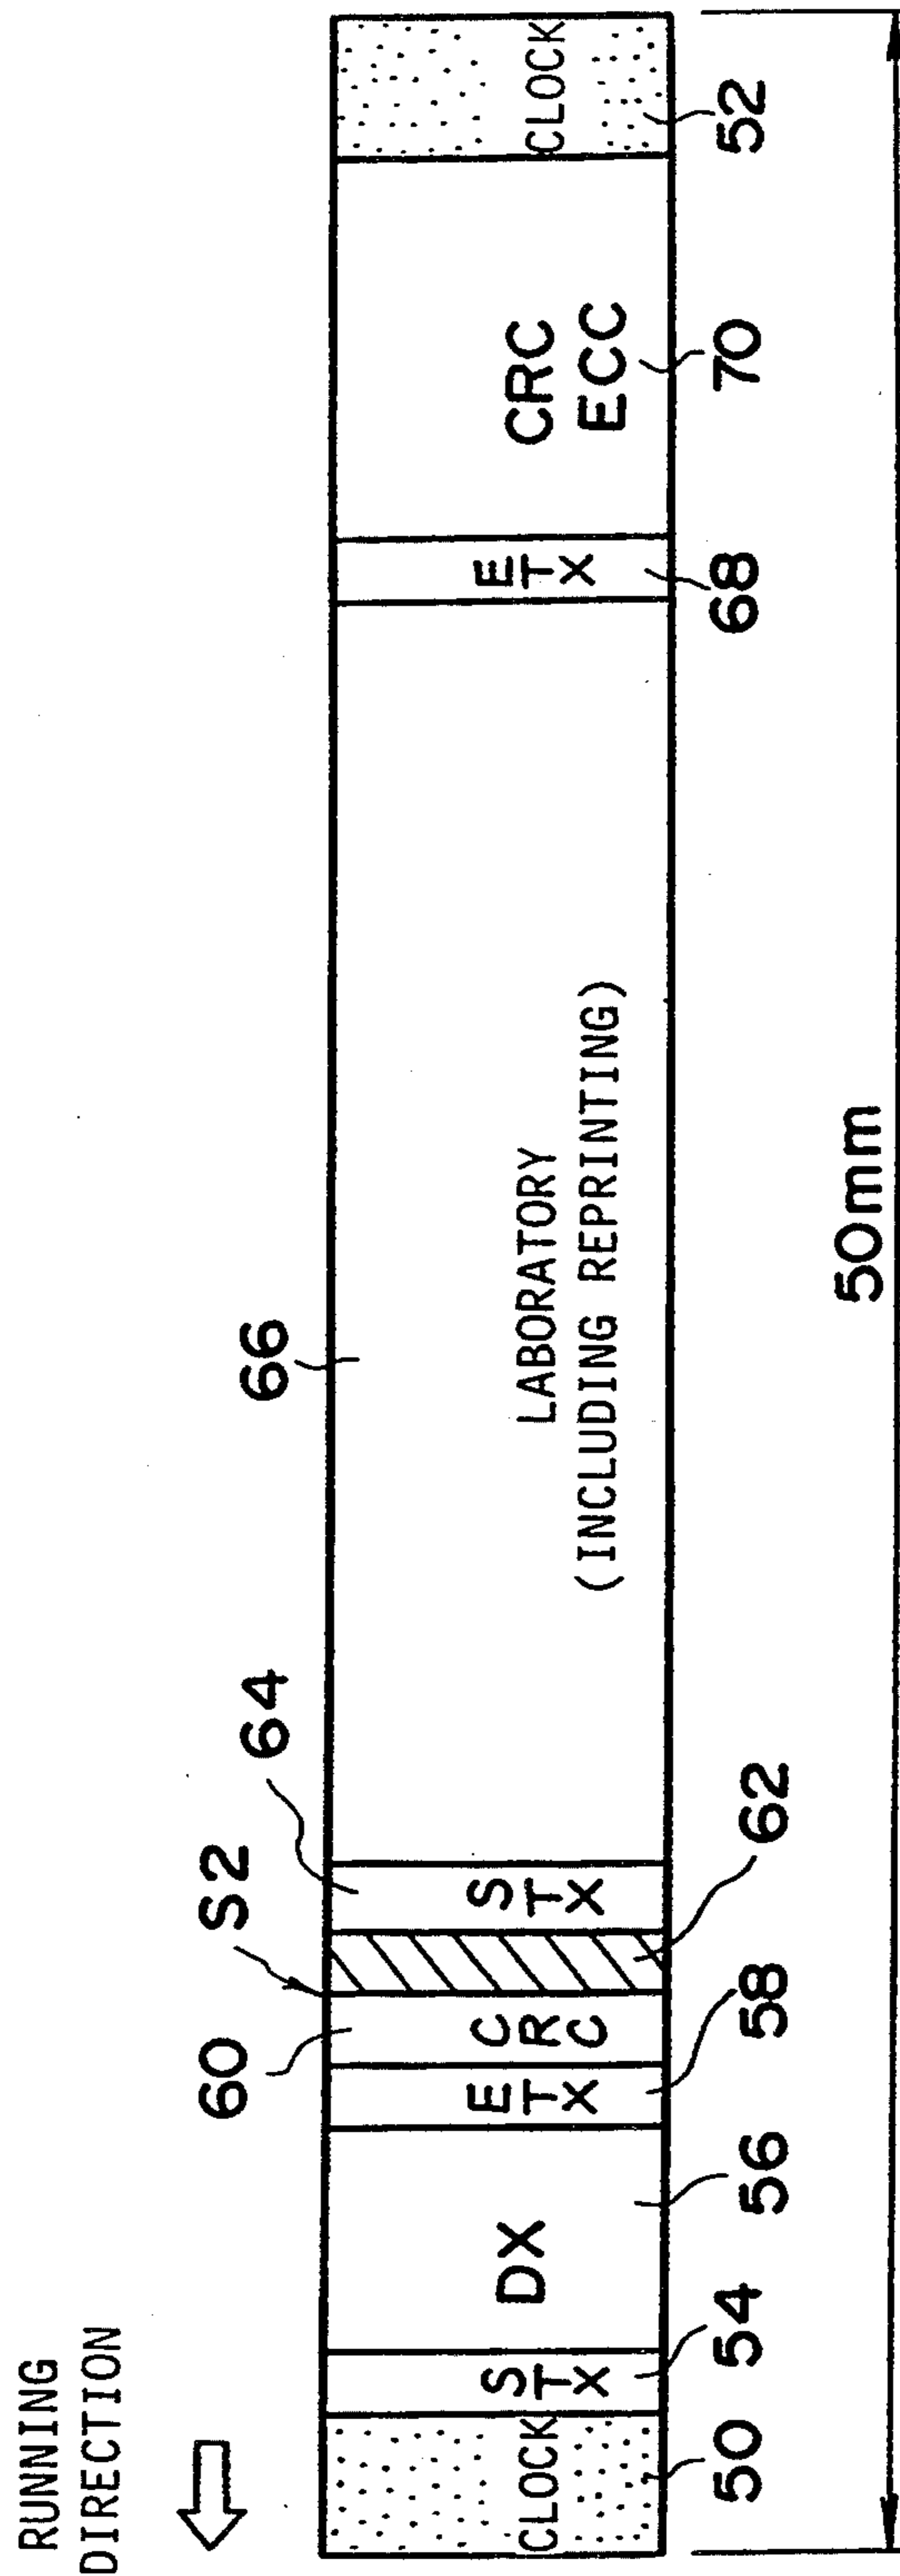 RUNNING
DIRECTION
60
S2
64
66
CLOCK
STX
DX
ETX
CRC
STX
LABORATORY
(INCLUDING REPRINTING)
ETX
CRC
ECC
CLOCK
50
54
56
58
62
68
70
52
50mm